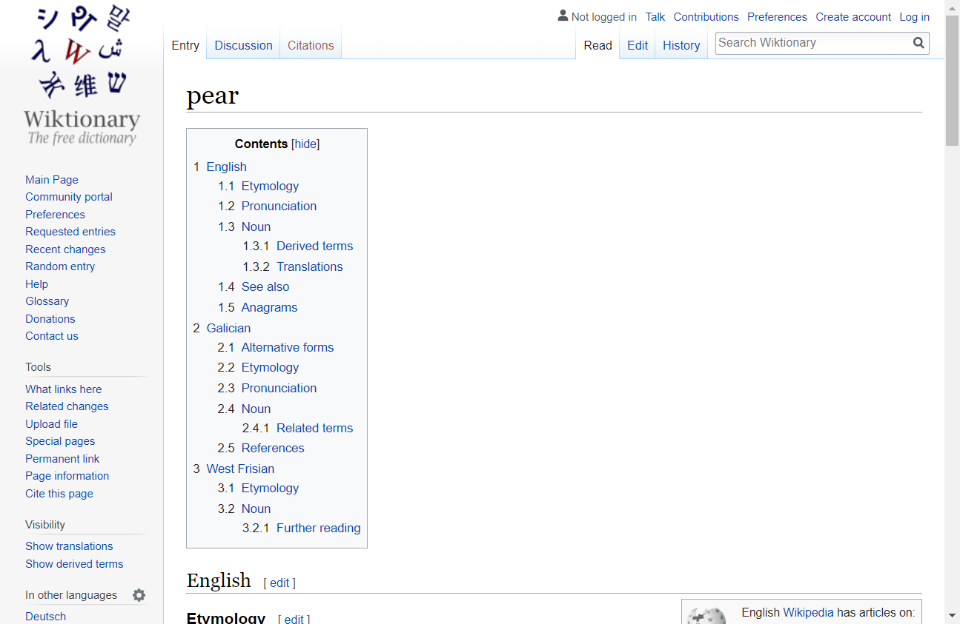 シ
वि
말
λ
W
ش
维
ש
Wiktionary
The free dictionary
Main Page
Community portal
Preferences
Requested entries
Recent changes
Random entry
Help
Glossary
Donations
Contact us
Tools
What links here
Related changes
Upload file
Special pages
Permanent link
Page information
Cite this page
Visibility
Show translations
Show derived terms
In other languages
Deutsch
Not logged in Talk Contributions Preferences Create account Log in
Entry Discussion Citations Read Edit History Search Wiktionary
pear
Contents [hide]
1 English
1.1 Etymology
1.2 Pronunciation
1.3 Noun
1.3.1 Derived terms
1.3.2 Translations
1.4 See also
1.5 Anagrams
2 Galician
2.1 Alternative forms
2.2 Etymology
2.3 Pronunciation
2.4 Noun
2.4.1 Related terms
2.5 References
3 West Frisian
3.1 Etymology
3.2 Noun
3.2.1 Further reading
English [ edit ]
Etymology [ edit ]
English Wikipedia has articles on: